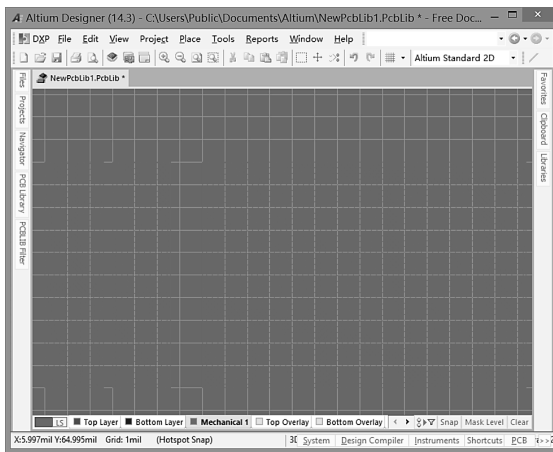 Altium Designer (14.3) - C:\Users\Public\Documents\Altium\NewPcbLib1.PcbLib * - Free Doc...
DXP File Edit View Project Place Tools Reports Window Help
Altium Standard 2D
NewPcbLib1.PcbLib *
Files
Projects
Navigator
PCB Library
PCBLIB Filter
Favorites
Clipboard
Libraries
LS Top Layer Bottom Layer Mechanical 1 Top Overlay Bottom Overlay Snap Mask Level Clear
X:5.997mil Y:64.995mil Grid: 1mil (Hotspot Snap) System Design Compiler Instruments Shortcuts PCB >>